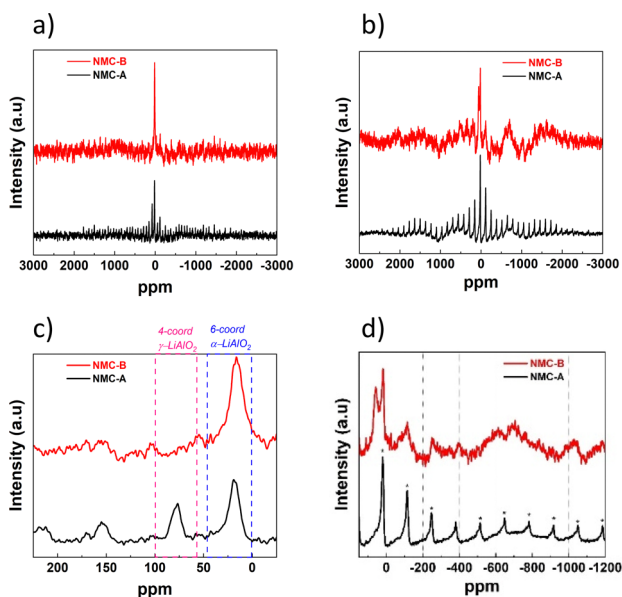 a)
NMC-B
NMC-A
Intensity (a.u)
3000 2000 1000 0 -1000 -2000 -3000
ppm
b)
NMC-B
NMC-A
Intensity (a.u)
3000 2000 1000 0 -1000 -2000 -3000
ppm
c)
4-coord
γ-LiAlO₂
6-coord
α-LiAlO₂
NMC-B
NMC-A
Intensity (a.u)
225 200 150 100 50 25 0
ppm
d)
NMC-B
NMC-A
Intensity (a.u)
* * * * * * * * * *
0 -200 -400 -600 -800 -1000 -1200
ppm